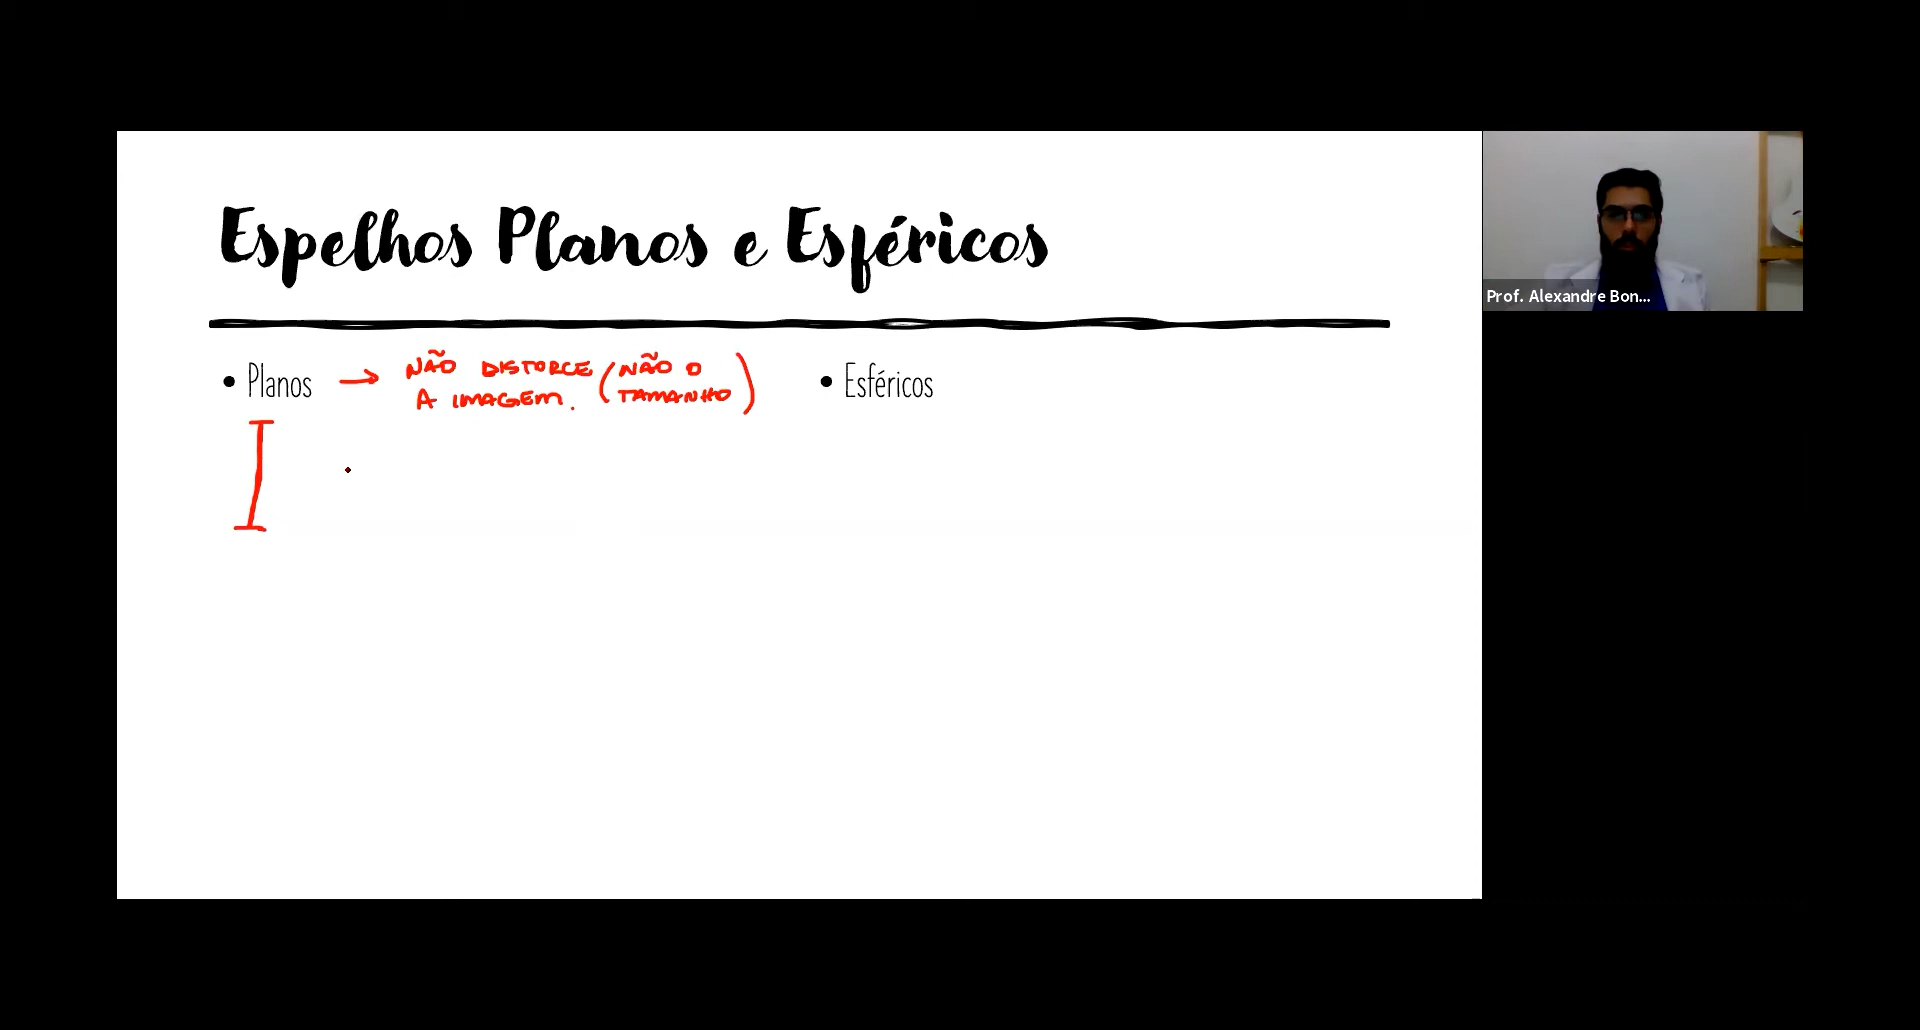 Espelhos Planos e Esféricos
• Planos → NÃO DISTORCE (NÃO O
A IMAGEM. TAMANHO)
• Esféricos
Prof. Alexandre Bon...